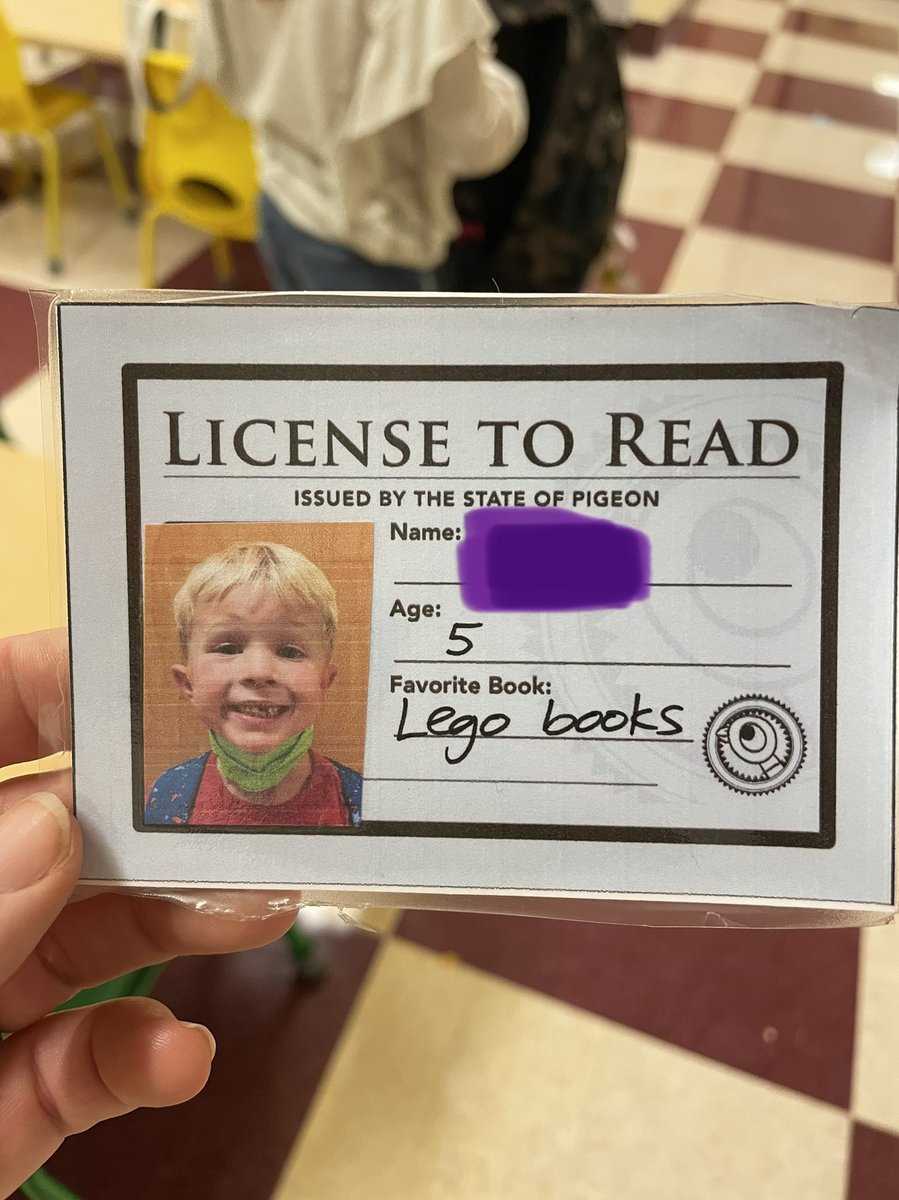 LICENSE TO READ
ISSUED BY THE STATE OF PIGEON
Name:
Age:
5
Favorite Book:
Lego books